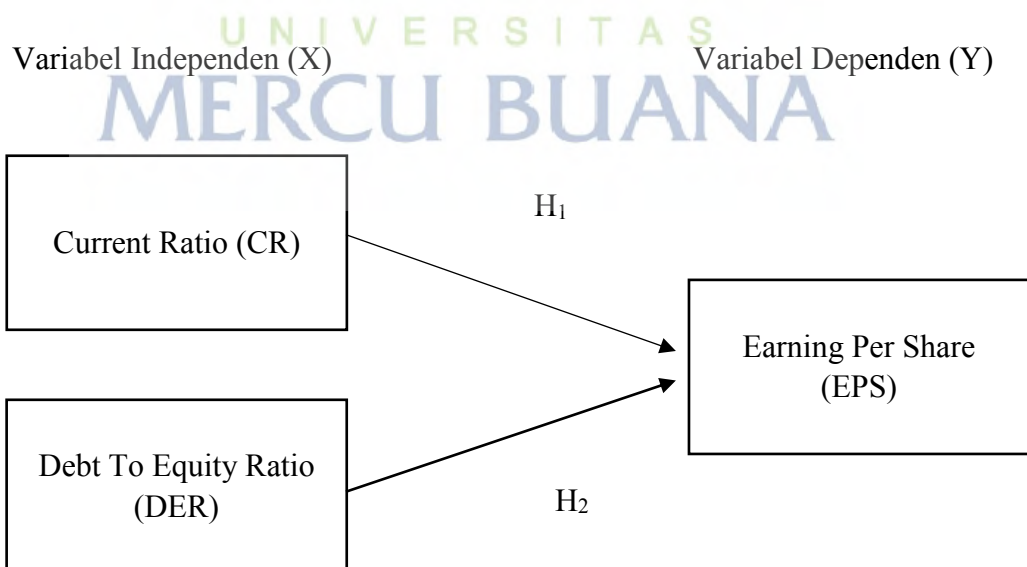 UNIVERSITAS
Variabel Independen (X)
Variabel Dependen (Y)
MERCU BUANA
H₁
Current Ratio (CR)
Earning Per Share
(EPS)
Debt To Equity Ratio
(DER)
H₂